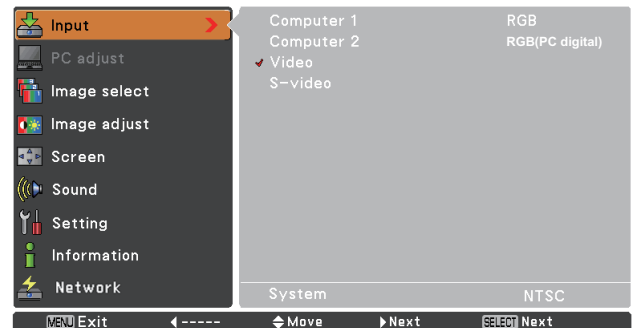 Input
PC adjust
Image select
Image adjust
Screen
Sound
Setting
Information
Network
Computer 1 RGB
Computer 2 RGB(PC digital)
Video
S-video
System NTSC
MENU Exit ----- Move Next SELECT Next